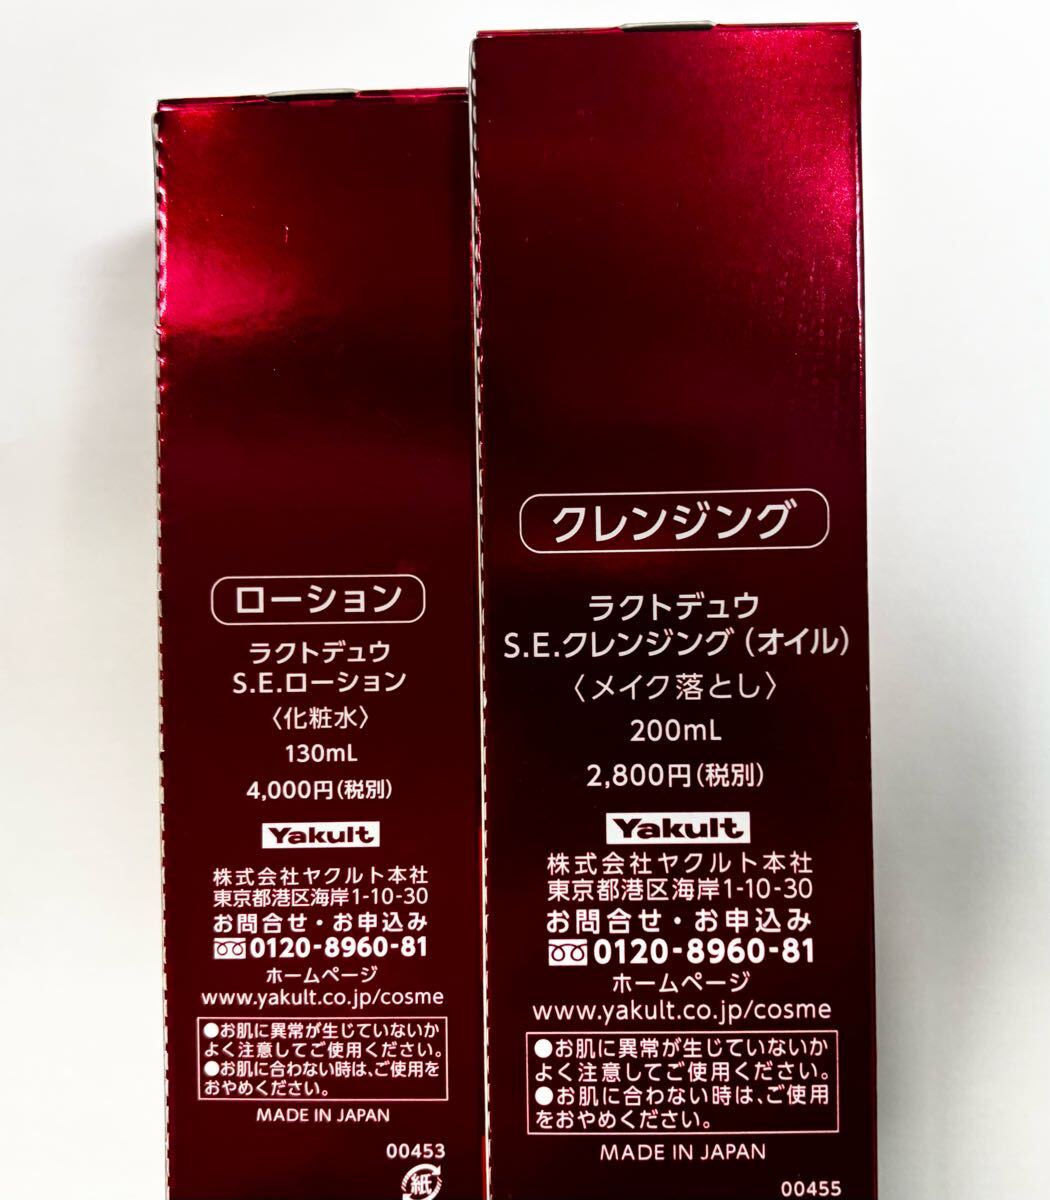 ローション
ラクトデュウ
S.E.ローション
〈化粧水〉
130mL
4,000円(税別)
Yakult
株式会社ヤクルト本社
東京都港区海岸1-10-30
お問合せ・お申込み
0120-8960-81
ホームページ
www.yakult.co.jp/cosme
●お肌に異常が生じていないか
よく注意してご使用ください。
●お肌に合わない時は、ご使用を
おやめください。
MADE IN JAPAN
00453
紙
クレンジング
ラクトデュウ
S.E.クレンジング(オイル)
〈メイク落とし〉
200mL
2,800円(税別)
Yakult
株式会社ヤクルト本社
東京都港区海岸1-10-30
お問合せ・お申込み
0120-8960-81
ホームページ
www.yakult.co.jp/cosme
●お肌に異常が生じていないか
よく注意してご使用ください。
●お肌に合わない時は、ご使用
をおやめください。
MADE IN JAPAN
00455